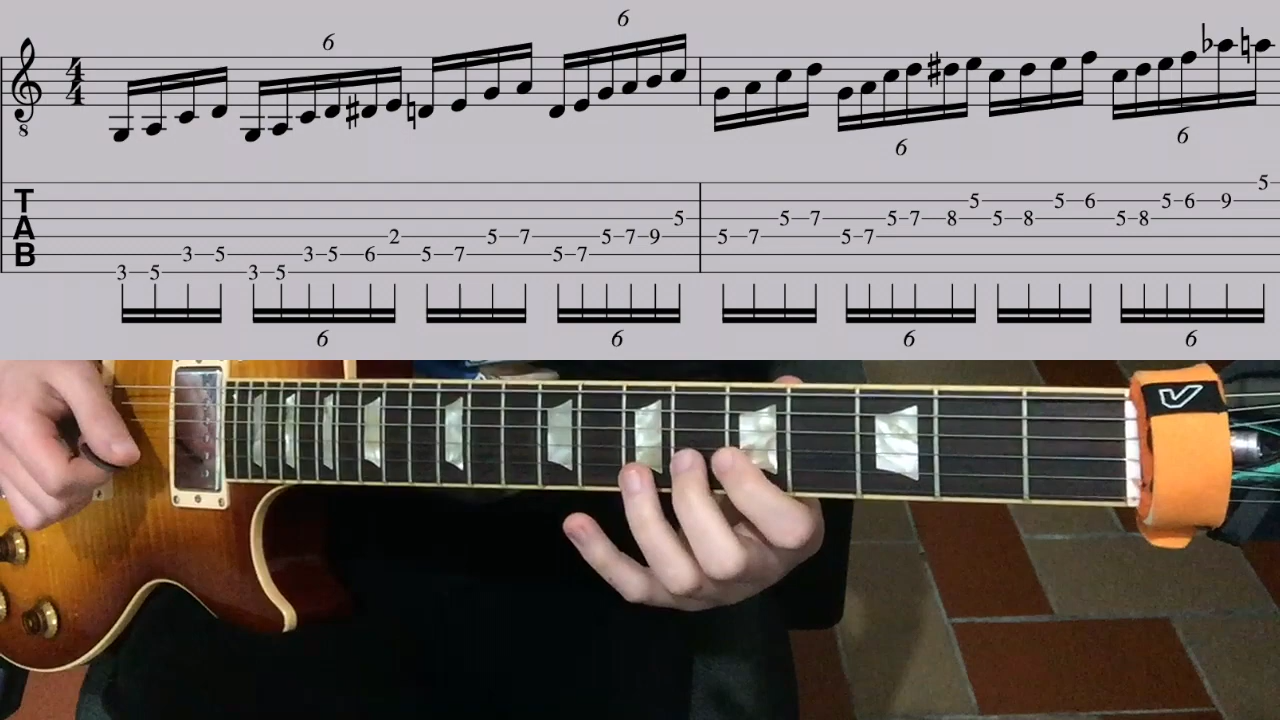 6 6
4
4
8
6 6
T
A
B
5
5 5 6 5 6 9
5 5 7 5 7 8 5 8 5 8
2 5 7 5 7 9 5 7 5 7
3 5 3 5 6 5 7 5 7
3 5 3 5
6 6 6 6